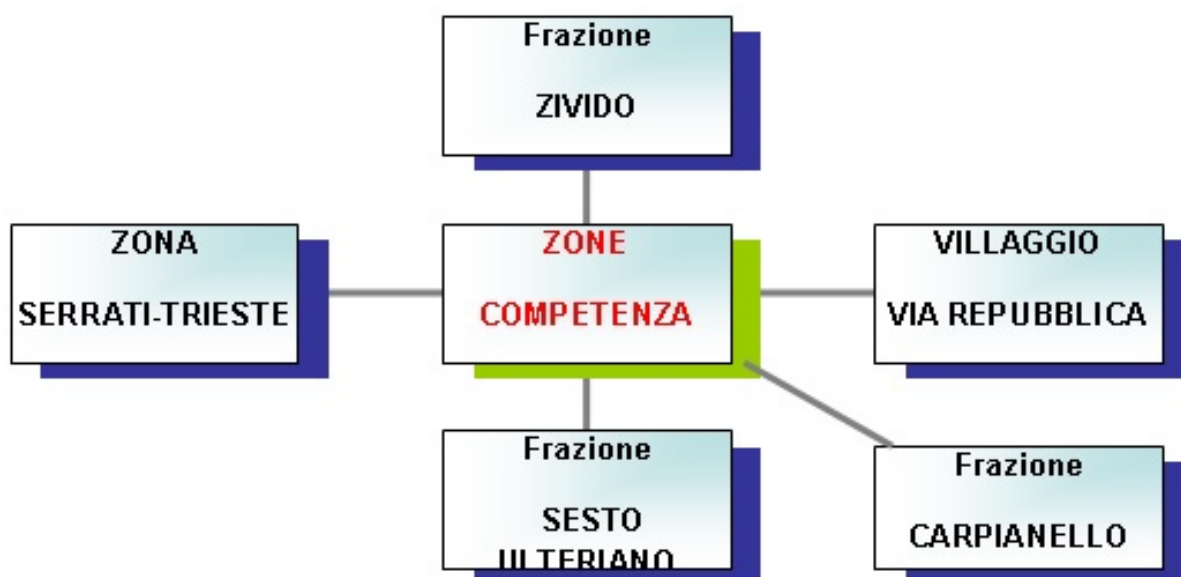 Frazione
ZIVIDO
ZONA
SERRATI-TRIESTE
ZONE
COMPETENZA
VILLAGGIO
VIA REPUBBLICA
Frazione
SESTO
ULTERIANO
Frazione
CARPIANELLO